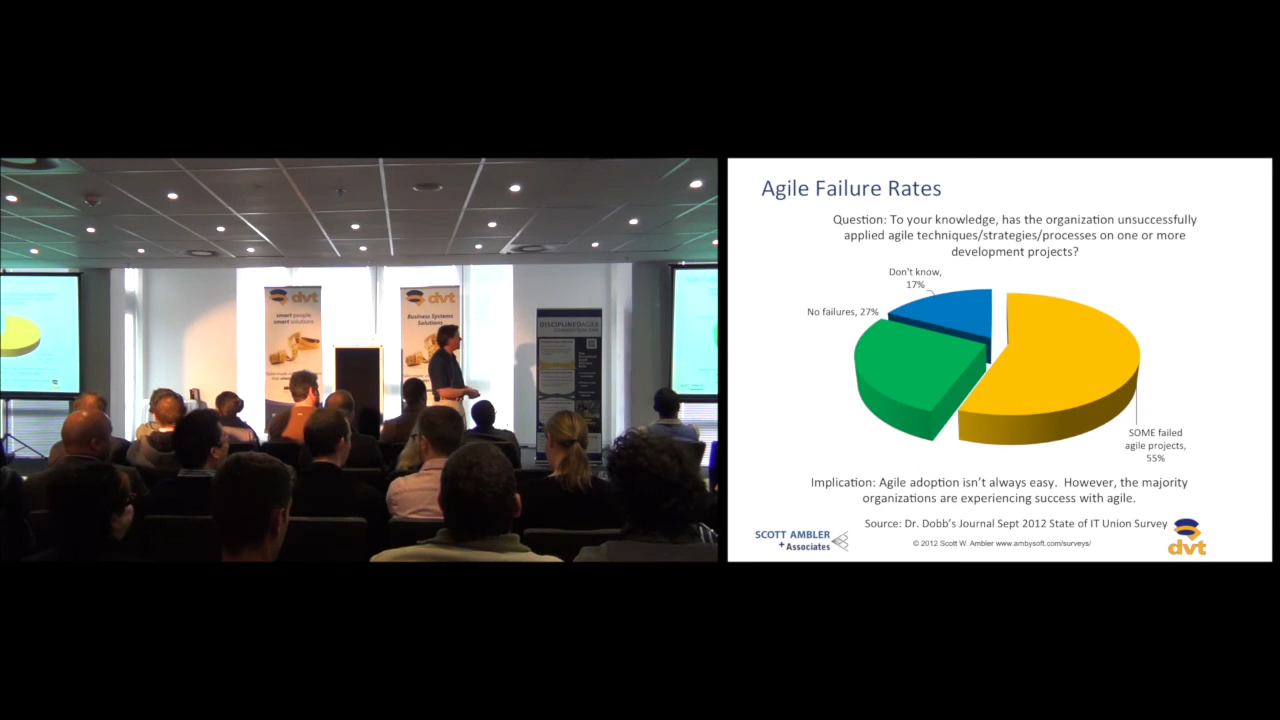 dvt
smart people
smart solutions
dvt
Business Systems
Solutions
DISCIPLINEDAGILE
Agile Failure Rates
Question: To your knowledge, has the organization unsuccessfully
applied agile techniques/strategies/processes on one or more
development projects?
Don't know,
17%
No failures, 27%
SOME failed
agile projects,
55%
Implication: Agile adoption isn't always easy.  However, the majority
organizations are experiencing success with agile.
Source: Dr. Dobb's Journal Sept 2012 State of IT Union Survey
SCOTT AMBLER
+ Associates
© 2012 Scott W. Ambler www.ambysoft.com/surveys/
dvt